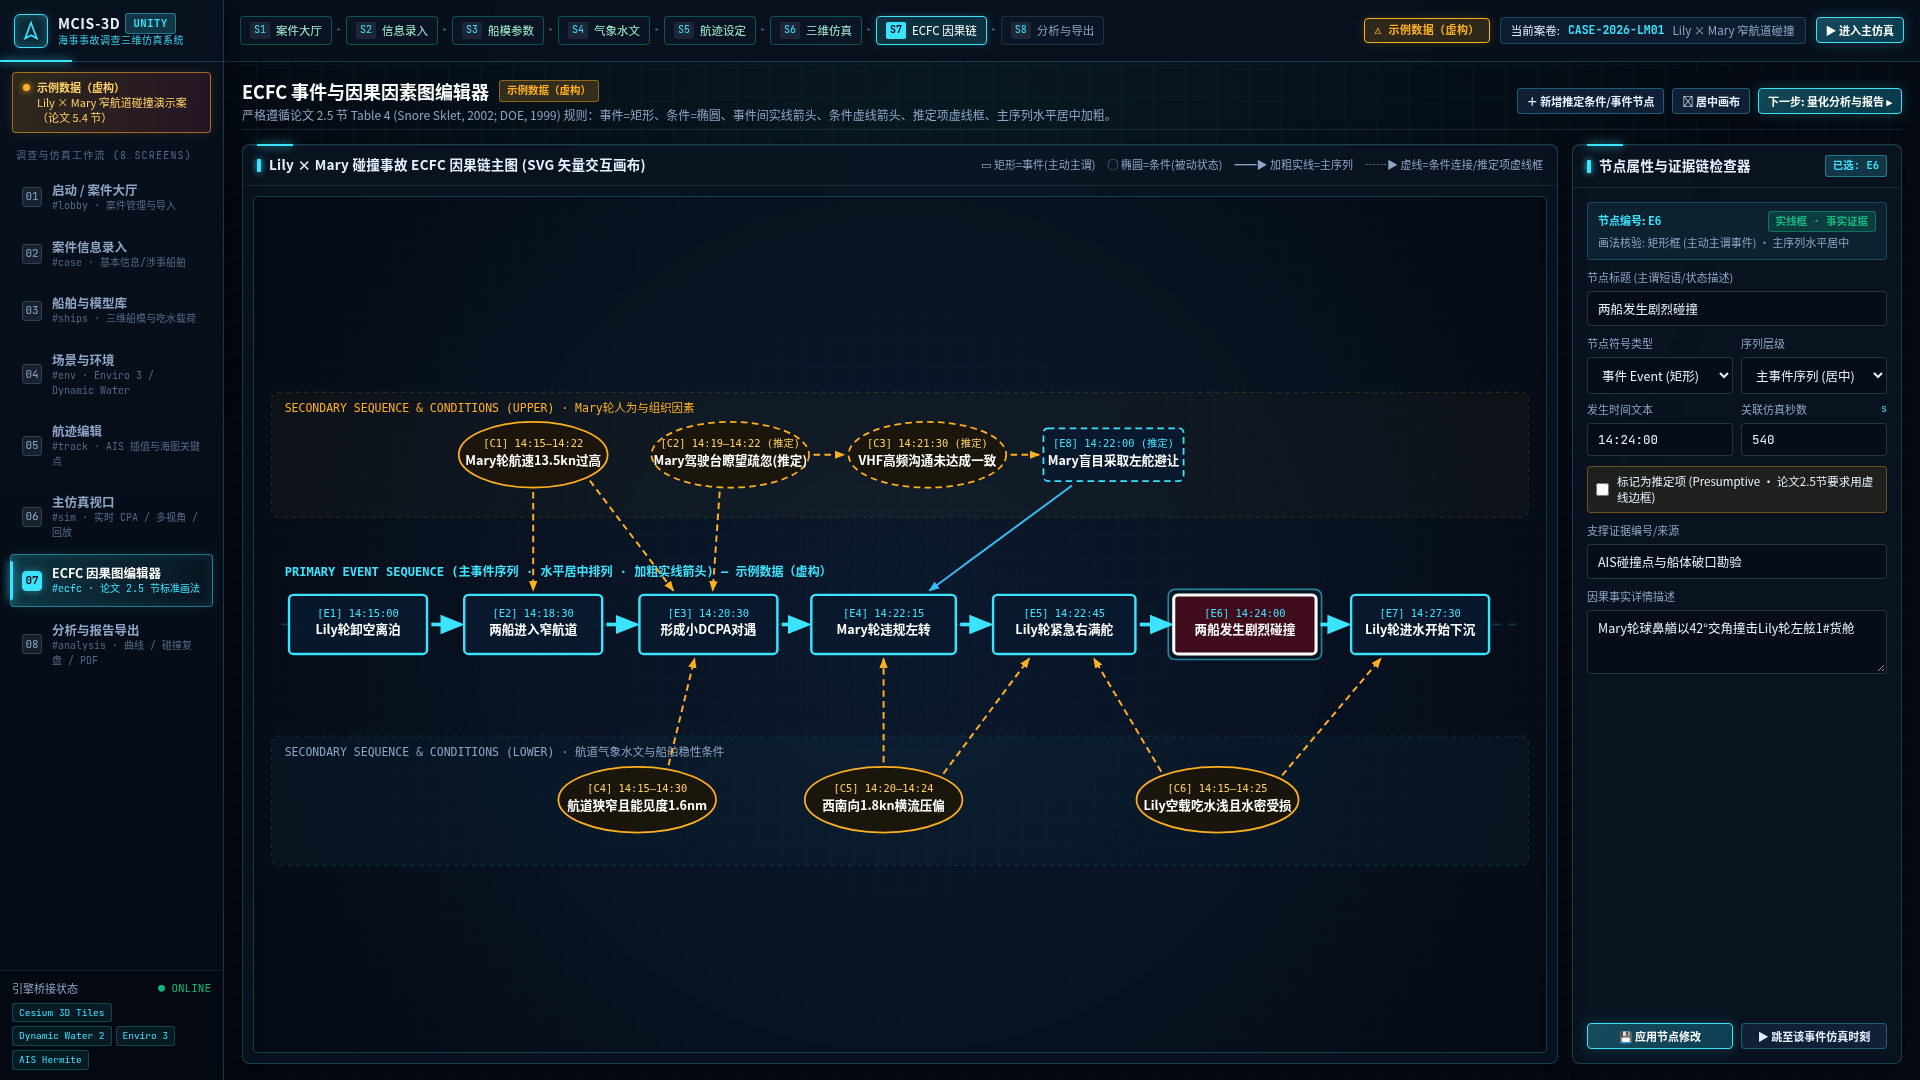 MCIS-3D UNITY
海事事故调查三维仿真系统
S1 案件大厅
S2 信息录入
S3 船模参数
S4 气象水文
S5 航迹设定
S6 三维仿真
S7 ECFC 因果链
S8 分析与导出
⚠ 示例数据（虚构）
当前案卷: CASE-2026-LM01 Lily × Mary 窄航道碰撞
▶ 进入主仿真
示例数据（虚构）
Lily × Mary 窄航道碰撞演示案
（论文 5.4 节）
调查与仿真工作流 (8 SCREENS)
01 启动 / 案件大厅
#lobby · 案件管理与导入
02 案件信息录入
#case · 基本信息/涉事船舶
03 船舶与模型库
#ships · 三维船模与吃水载荷
04 场景与环境
#env · Enviro 3 /
Dynamic Water
05 航迹编辑
#track · AIS 插值与海图关键
点
06 主仿真视口
#sim · 实时 CPA / 多视角 /
回放
07 ECFC 因果图编辑器
#ecfc · 论文 2.5 节标准画法
08 分析与报告导出
#analysis · 曲线 / 碰撞复
盘 / PDF
引擎桥接状态 ● ONLINE
Cesium 3D Tiles
Dynamic Water 2 Enviro 3
AIS Hermite
ECFC 事件与因果因素图编辑器 示例数据（虚构）
严格遵循论文 2.5 节 Table 4 (Snore Sklet, 2002; DOE, 1999) 规则：事件=矩形、条件=椭圆、事件间实线箭头、条件虚线箭头、推定项虚线框、主序列水平居中加粗。
＋ 新增推定条件/事件节点
居中画布
下一步: 量化分析与报告 ▸
Lily × Mary 碰撞事故 ECFC 因果链主图 (SVG 矢量交互画布)
▭ 矩形=事件(主动主谓) ◯ 椭圆=条件(被动状态) ━━▶ 加粗实线=主序列 ┄┄▶ 虚线=条件连接/推定项虚线框
SECONDARY SEQUENCE & CONDITIONS (UPPER) · Mary轮人为与组织因素
[C1] 14:15–14:22
Mary轮航速13.5kn过高
[C2] 14:19–14:22 (推定)
Mary驾驶台瞭望疏忽(推定)
[C3] 14:21:30 (推定)
VHF高频沟通未达成一致
[E8] 14:22:00 (推定)
Mary盲目采取左舵避让
PRIMARY EVENT SEQUENCE (主事件序列 · 水平居中排列 · 加粗实线箭头) — 示例数据（虚构）
[E1] 14:15:00
Lily轮卸空离泊
[E2] 14:18:30
两船进入窄航道
[E3] 14:20:30
形成小DCPA对遇
[E4] 14:22:15
Mary轮违规左转
[E5] 14:22:45
Lily轮紧急右满舵
[E6] 14:24:00
两船发生剧烈碰撞
[E7] 14:27:30
Lily轮进水开始下沉
SECONDARY SEQUENCE & CONDITIONS (LOWER) · 航道气象水文与船舶稳性条件
[C4] 14:15–14:30
航道狭窄且能见度1.6nm
[C5] 14:20–14:24
西南向1.8kn横流压偏
[C6] 14:15–14:25
Lily空载吃水浅且水密受损
节点属性与证据链检查器 已选: E6
节点编号: E6 实线框 · 事实证据
画法核验: 矩形框 (主动主谓事件) • 主序列水平居中
节点标题 (主谓短语/状态描述)
两船发生剧烈碰撞
节点符号类型 序列层级
事件 Event (矩形) 主事件序列 (居中)
发生时间文本 关联仿真秒数 s
14:24:00 540
标记为推定项 (Presumptive • 论文2.5节要求用虚
线边框)
支撑证据编号/来源
AIS碰撞点与船体破口勘验
因果事实详情描述
Mary轮球鼻艏以42°交角撞击Lily轮左舷1#货舱
💾 应用节点修改
▶ 跳至该事件仿真时刻